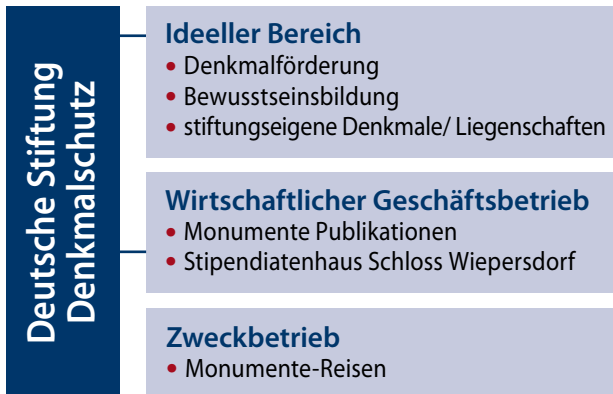 Deutsche Stiftung
Denkmalschutz
Ideeller Bereich
• Denkmalförderung
• Bewusstseinsbildung
• stiftungseigene Denkmale/ Liegenschaften
Wirtschaftlicher Geschäftsbetrieb
• Monumente Publikationen
• Stipendiatenhaus Schloss Wiepersdorf
Zweckbetrieb
• Monumente-Reisen